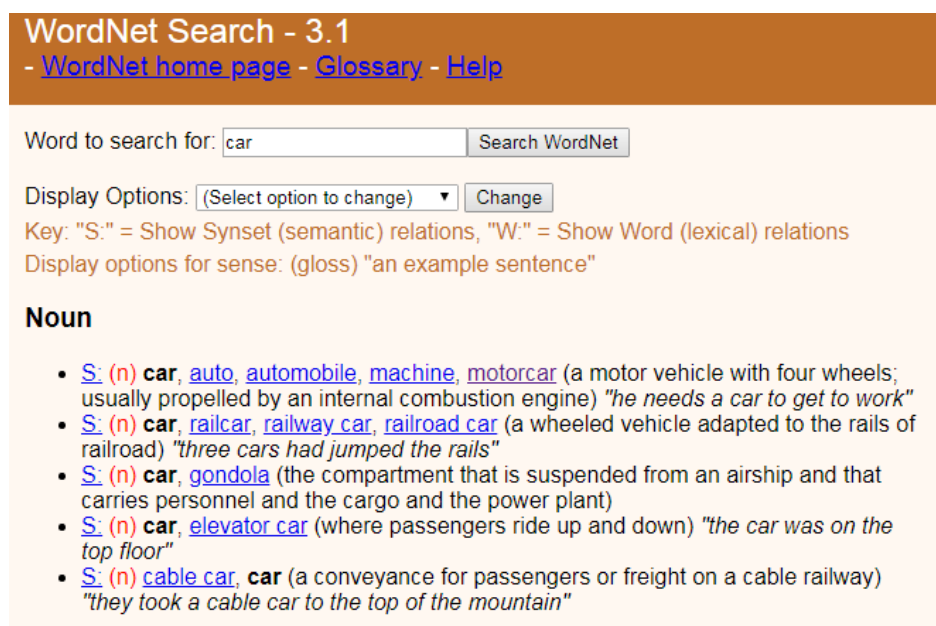 WordNet Search - 3.1
- WordNet home page - Glossary - Help
Word to search for: car Search WordNet
Display Options: (Select option to change) Change
Key: "S:" = Show Synset (semantic) relations, "W:" = Show Word (lexical) relations
Display options for sense: (gloss) "an example sentence"
Noun
• S: (n) car, auto, automobile, machine, motorcar (a motor vehicle with four wheels;
usually propelled by an internal combustion engine) "he needs a car to get to work"
• S: (n) car, railcar, railway car, railroad car (a wheeled vehicle adapted to the rails of
railroad) "three cars had jumped the rails"
• S: (n) car, gondola (the compartment that is suspended from an airship and that
carries personnel and the cargo and the power plant)
• S: (n) car, elevator car (where passengers ride up and down) "the car was on the
top floor"
• S: (n) cable car, car (a conveyance for passengers or freight on a cable railway)
"they took a cable car to the top of the mountain"